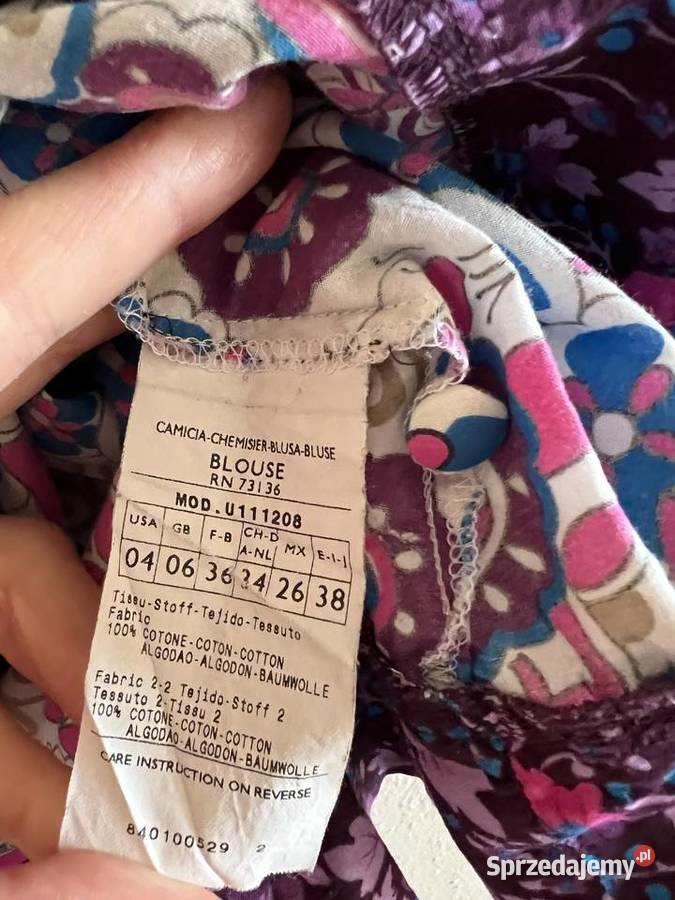 CAMICIA-CHEMISIER-BLUSA-BLUSE
BLOUSE
RN 73136
MOD.U111208
USA GB F-B CH-D A-NL MX E-I-I
04 06 36 34 26 38
Tissu-Stoff-Tejido-Tessuto
Fabric
100% COTONE-COTON-COTTON
ALGODAO-ALGODON-BAUMWOLLE
Fabric 2-2 Tejido-Stoff 2
Tessuto 2-Tissu 2
100% COTONE-COTON-COTTON
ALGODAO-ALGODON-BAUMWOLLE
CARE INSTRUCTION ON REVERSE
840100529 2
Sprzedajemy.pl